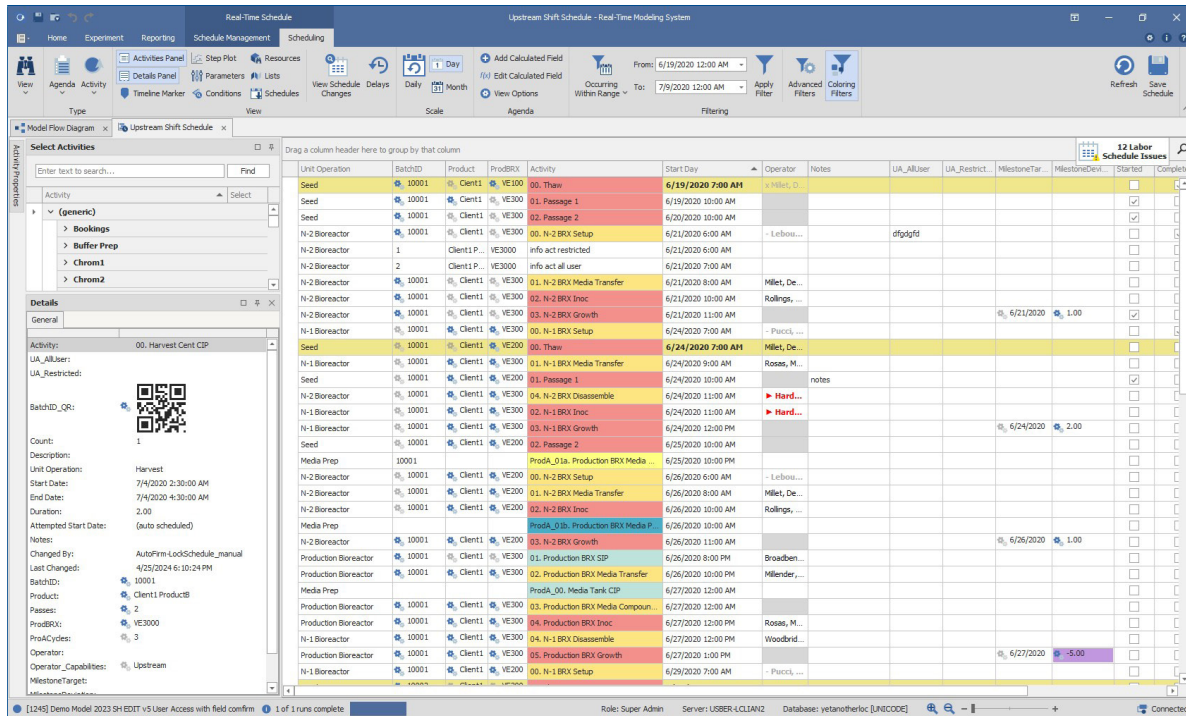 Real-Time Schedule
Upstream Shift Schedule - Real-Time Modeling System
Home Experiment Reporting Schedule Management Scheduling
View
Agenda Activity
Type
Activities Panel Step Plot Resources
Details Panel Parameters Lists
Timeline Marker Conditions Schedules
View
View Schedule Changes Delays
Daily Day Month
Scale
Add Calculated Field
Edit Calculated Field
View Options
Agenda
Occurring Within Range
From: 6/19/2020 12:00 AM
To: 7/9/2020 12:00 AM
Apply Filter
Advanced Filters
Coloring Filters
Filtering
Refresh Save Schedule
Model Flow Diagram x Upstream Shift Schedule x
Activity Properties
Select Activities
Enter text to search... Find
Activity Select
(generic)
Bookings
Buffer Prep
Chrom1
Chrom2
Details
General
Activity: 00. Harvest Cent CIP
UA_AllUser:
UA_Restricted:
BatchID_QR:
Count: 1
Description:
Unit Operation: Harvest
Start Date: 7/4/2020 2:30:00 AM
End Date: 7/4/2020 4:30:00 AM
Duration: 2.00
Attempted Start Date: (auto scheduled)
Notes:
Changed By: AutoFirm-LockSchedule_manual
Last Changed: 4/25/2024 6:10:24 PM
BatchID: 10001
Product: Client1 ProductB
Passes: 2
ProdBRX: VE3000
ProACydes: 3
Operator:
Operator_Capabilities: Upstream
MilestoneTarget:
Drag a column header here to group by that column
12 Labor Schedule Issues
Unit Operation BatchID Product ProdBRX Activity Start Day Operator Notes UA_AllUser UA_Restrict... MilestoneTar... MilestoneDevi... Started Complete
Seed 10001 Client1 VE100 00. Thaw 6/19/2020 7:00 AM
Seed 10001 Client1 VE300 01. Passage 1 6/19/2020 10:00 AM
Seed 10001 Client1 VE300 02. Passage 2 6/20/2020 10:00 AM
N-2 Bioreactor 10001 Client1 VE300 00. N-2 BRX Setup 6/21/2020 6:00 AM - Lebou... dfgdgfd
N-2 Bioreactor 1 Client1 P... VE3000 info act restricted 6/21/2020 6:00 AM
N-2 Bioreactor 2 Client1 P... VE3000 info act all user 6/21/2020 7:00 AM
N-2 Bioreactor 10001 Client1 VE300 01. N-2 BRX Media Transfer 6/21/2020 8:00 AM Millet, De...
N-2 Bioreactor 10001 Client1 VE300 02. N-2 BRX Inoc 6/21/2020 10:00 AM Rollings, ...
N-2 Bioreactor 10001 Client1 VE300 03. N-2 BRX Growth 6/21/2020 11:00 AM 6/21/2020 1.00
N-1 Bioreactor 10001 Client1 VE300 00. N-1 BRX Setup 6/24/2020 7:00 AM - Pucci, ...
Seed 10001 Client1 VE200 00. Thaw 6/24/2020 7:00 AM Millet, De...
N-1 Bioreactor 10001 Client1 VE300 01. N-1 BRX Media Transfer 6/24/2020 9:00 AM Rosas, M...
Seed 10001 Client1 VE200 01. Passage 1 6/24/2020 10:00 AM notes
N-2 Bioreactor 10001 Client1 VE300 04. N-2 BRX Disassemble 6/24/2020 11:00 AM Hard...
N-1 Bioreactor 10001 Client1 VE300 02. N-1 BRX Inoc 6/24/2020 11:00 AM Hard...
N-1 Bioreactor 10001 Client1 VE300 03. N-1 BRX Growth 6/24/2020 12:00 PM 6/24/2020 2.00
Seed 10001 Client1 VE200 02. Passage 2 6/25/2020 10:00 AM
Media Prep 10001 ProdA_01a. Production BRX Media ... 6/25/2020 10:00 PM
N-2 Bioreactor 10001 Client1 VE200 00. N-2 BRX Setup 6/26/2020 6:00 AM - Lebou...
N-2 Bioreactor 10001 Client1 VE200 01. N-2 BRX Media Transfer 6/26/2020 8:00 AM Millet, De...
N-2 Bioreactor 10001 Client1 VE200 02. N-2 BRX Inoc 6/26/2020 10:00 AM Rollings, ...
Media Prep ProdA_01b. Production BRX Media P... 6/26/2020 10:00 AM
N-2 Bioreactor 10001 Client1 VE200 03. N-2 BRX Growth 6/26/2020 11:00 AM 6/26/2020 1.00
Production Bioreactor 10001 Client1 VE300 01. Production BRX SIP 6/26/2020 8:00 PM Broadben...
Production Bioreactor 10001 Client1 VE300 02. Production BRX Media Transfer 6/26/2020 10:00 PM Millender,...
Media Prep ProdA_00. Media Tank CIP 6/27/2020 12:00 AM
Production Bioreactor 10001 Client1 VE300 03. Production BRX Media Compoun... 6/27/2020 12:00 AM
Production Bioreactor 10001 Client1 VE300 04. Production BRX Inoc 6/27/2020 12:00 PM Rosas, M...
N-1 Bioreactor 10001 Client1 VE300 04. N-1 BRX Disassemble 6/27/2020 12:00 PM Woodbrid...
Production Bioreactor 10001 Client1 VE300 05. Production BRX Growth 6/27/2020 1:00 PM 6/27/2020 -5.00
N-1 Bioreactor 10001 Client1 VE200 00. N-1 BRX Setup 6/29/2020 7:00 AM - Pucci, ...
[1245] Demo Model 2023 SH EDIT v5 User Access with field comfirm 1 of 1 runs complete Role: Super Admin Server: USBER-LCLIAN2 Database: yetanotherloc [UNICODE] Connected